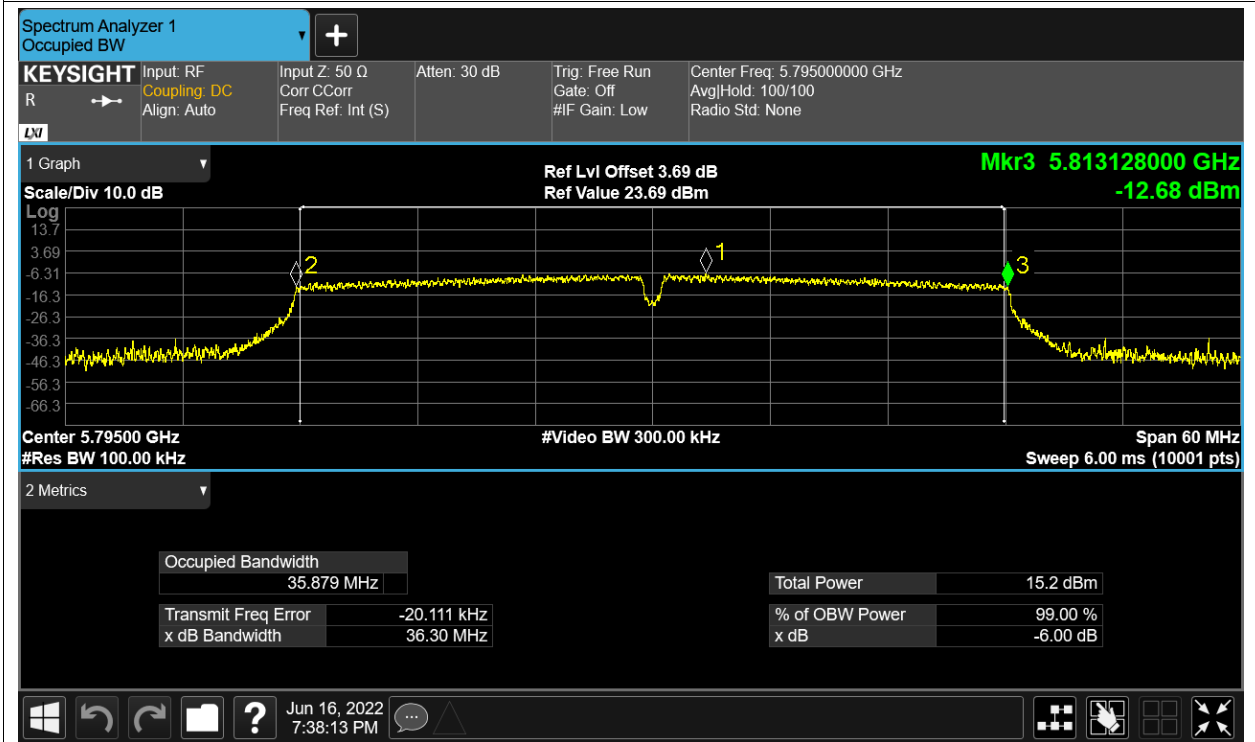 Spectrum Analyzer 1
Occupied BW
KEYSIGHT
R
LXI
Input: RF
Coupling: DC
Align: Auto
Input Z: 50 Ω
Corr CCorr
Freq Ref: Int (S)
Atten: 30 dB
Trig: Free Run
Gate: Off
#IF Gain: Low
Center Freq: 5.795000000 GHz
Avg|Hold: 100/100
Radio Std: None
1 Graph
Scale/Div 10.0 dB
Ref Lvl Offset 3.69 dB
Ref Value 23.69 dBm
Mkr3 5.813128000 GHz
-12.68 dBm
Log
13.7
3.69
-6.31
-16.3
-26.3
-36.3
-46.3
-56.3
-66.3
2
1
3
Center 5.79500 GHz
#Video BW 300.00 kHz
Span 60 MHz
#Res BW 100.00 kHz
Sweep 6.00 ms (10001 pts)
2 Metrics
Occupied Bandwidth
35.879 MHz
Transmit Freq Error -20.111 kHz
x dB Bandwidth 36.30 MHz
Total Power 15.2 dBm
% of OBW Power 99.00 %
x dB -6.00 dB
?
Jun 16, 2022
7:38:13 PM